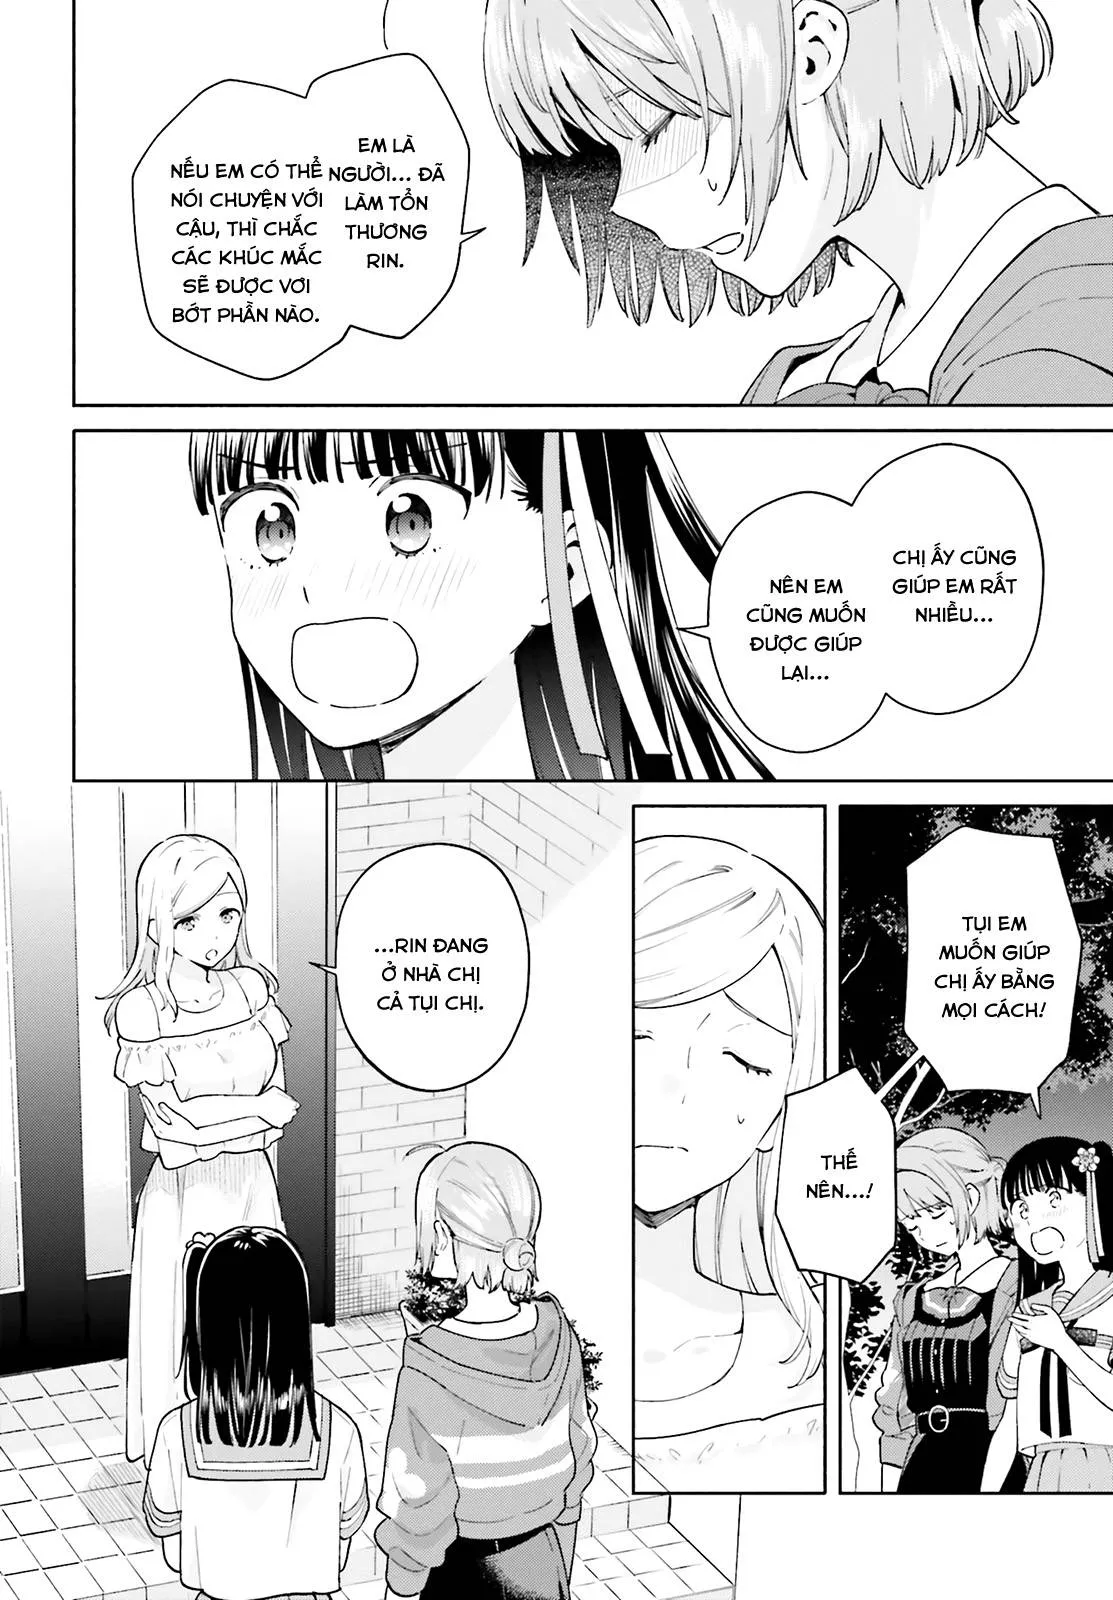 EM LÀ
NGƯỜI... ĐÃ
LÀM TỔN
THƯƠNG
RIN.
NẾU EM CÓ THỂ
NÓI CHUYỆN VỚI
CẬU, THÌ CHẮC
CÁC KHÚC MẮC
SẼ ĐƯỢC VƠI
BỚT PHẦN NÀO.
CHỊ ẤY CŨNG
GIÚP EM RẤT
NHIỀU...
NÊN EM
CŨNG MUỐN
ĐƯỢC GIÚP
LẠI...
TỤI EM
MUỐN GIÚP
CHỊ ẤY BẰNG
MỌI CÁCH!
THẾ
NÊN...!
...RIN ĐANG
Ở NHÀ CHỊ
CẢ TỤI CHỊ.